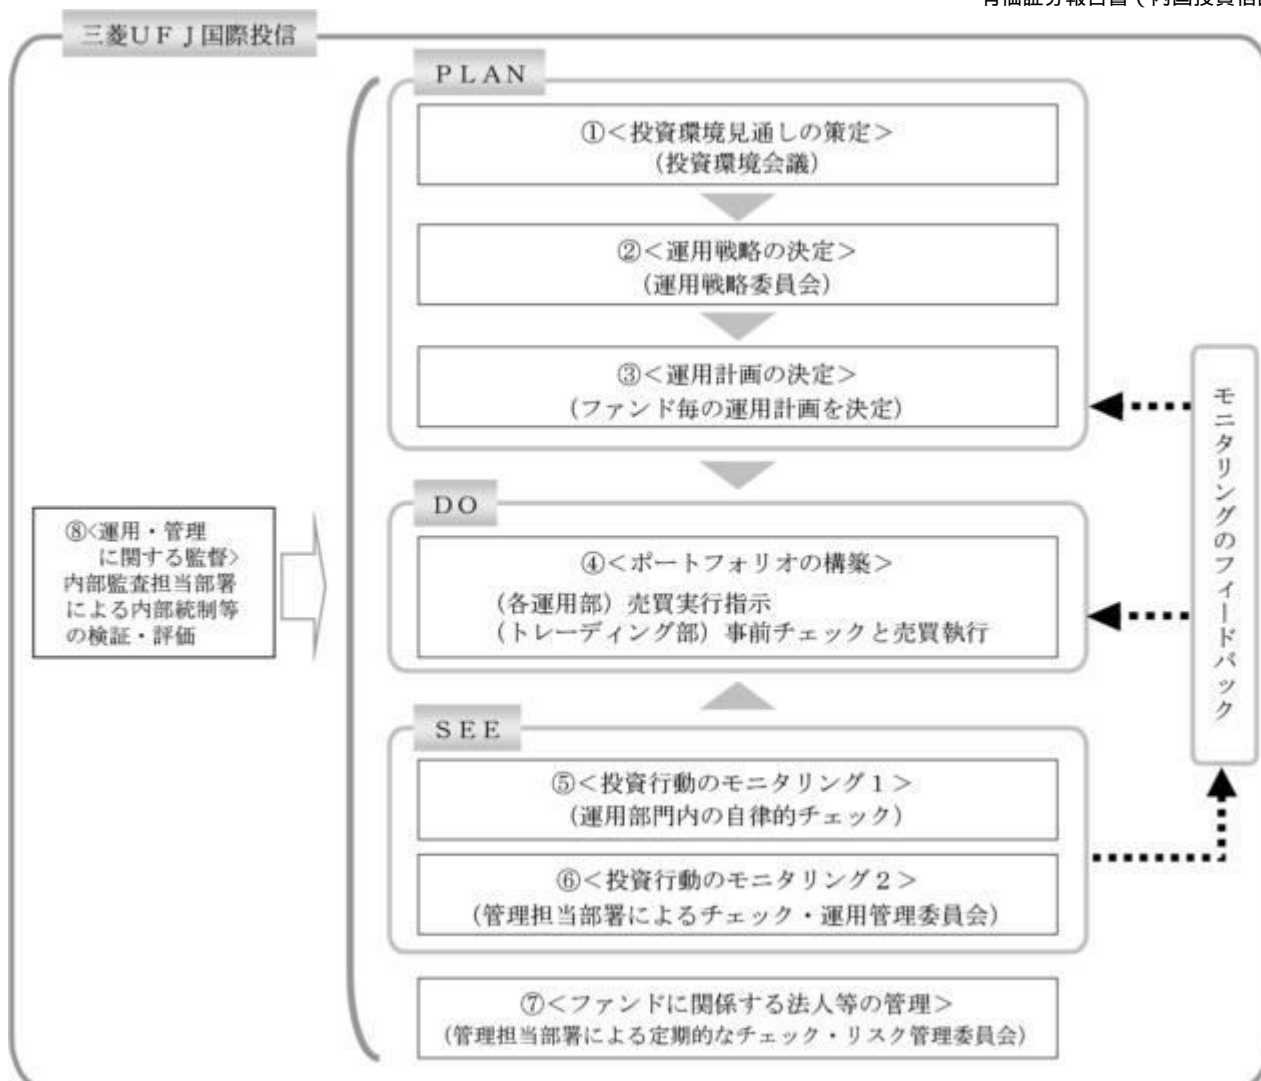 三菱UFJ国際投信
PLAN
①<投資環境見通しの策定>
(投資環境会議)
②<運用戦略の決定>
(運用戦略委員会)
③<運用計画の決定>
(ファンド毎の運用計画を決定)
DO
④<ポートフォリオの構築>
(各運用部)売買実行指示
(トレーディング部)事前チェックと売買執行
SEE
⑤<投資行動のモニタリング1>
(運用部門内の自律的チェック)
⑥<投資行動のモニタリング2>
(管理担当部署によるチェック・運用管理委員会)
⑦<ファンドに関係する法人等の管理>
(管理担当部署による定期的なチェック・リスク管理委員会)
⑧<運用・管理
に関する監督>
内部監査担当部署
による内部統制等
の検証・評価
モニタリングのフィードバック